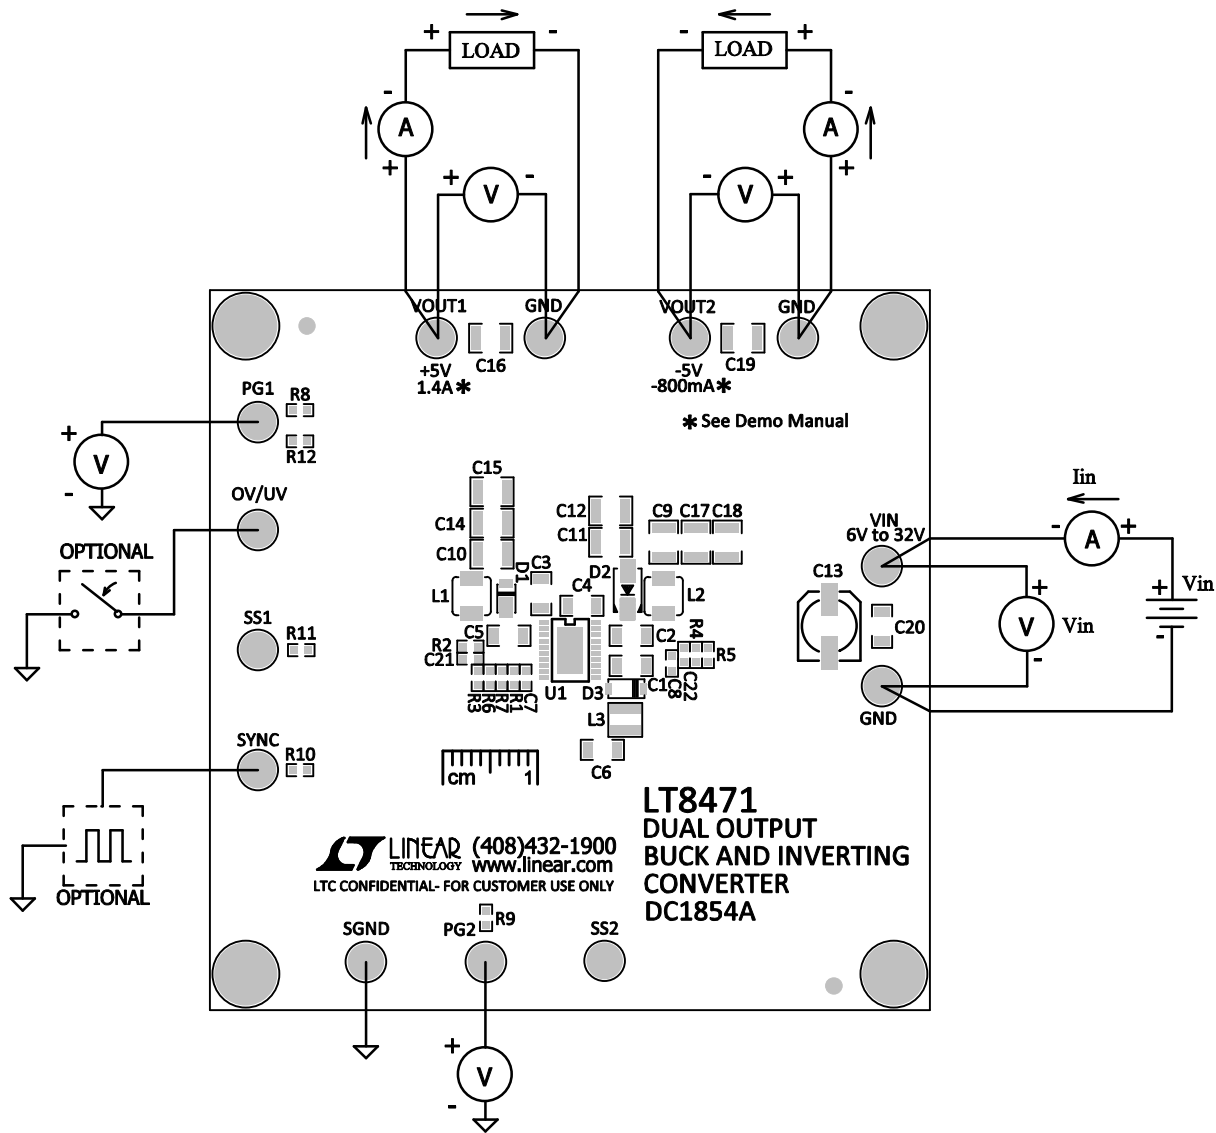 + - - +
LOAD LOAD
- -
A A
+ +
+ - - +
V V
VOUT1 GND VOUT2 GND
C16 C19
+5V -5V
1.4A✱ -800mA✱
✱ See Demo Manual
PG1 R8
R12
+
V
-
OV/UV
OPTIONAL
SS1 R11
SYNC R10
OPTIONAL
C15
C14
C10
C12
C11
C9 C17 C18
L1
D1
C3
C4
D2
L2
C5
R2
C21
R3
R6
R7
R1
C7
U1
C2
R4
R5
C1
C8
C22
D3
L3
C6
cm 1
Iin
- A +
VIN
6V to 32V
C13
C20
+
V
-
Vin
+
-
Vin
GND
LT8471
DUAL OUTPUT
BUCK AND INVERTING
CONVERTER
DC1854A
LINEAR
TECHNOLOGY
(408)432-1900
www.linear.com
LTC CONFIDENTIAL- FOR CUSTOMER USE ONLY
SGND PG2 R9 SS2
+
V
-